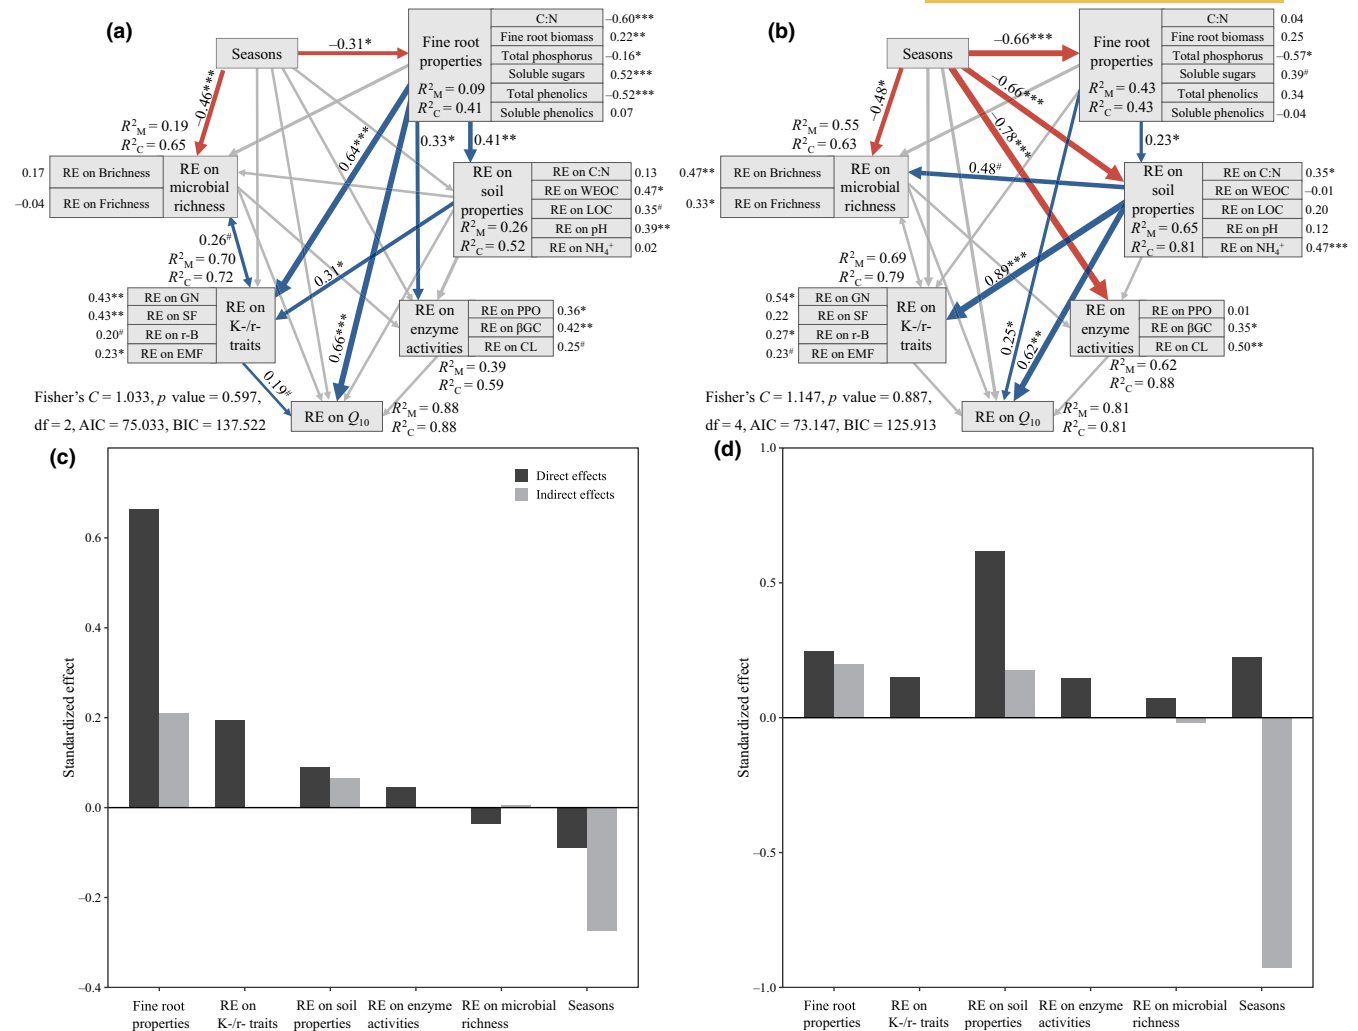 (a)
Seasons
–0.31*
Fine root
properties
R²M = 0.09
R²C = 0.41
C:N –0.60***
Fine root biomass 0.22**
Total phosphorus –0.16*
Soluble sugars 0.52***
Total phenolics –0.52***
Soluble phenolics 0.07
–0.46***
R²M = 0.19
R²C = 0.65
0.64***
0.33*
0.41**
0.17 RE on Brichness
–0.04 RE on Frichness
RE on
microbial
richness
RE on
soil
properties
R²M = 0.26
R²C = 0.52
RE on C:N 0.13
RE on WEOC 0.47*
RE on LOC 0.35#
RE on pH 0.39**
RE on NH₄⁺ 0.02
0.26#
R²M = 0.70
R²C = 0.72
0.31*
0.43** RE on GN
0.43** RE on SF
0.20# RE on r-B
0.23* RE on EMF
RE on
K-/r-
traits
0.66***
RE on
enzyme
activities
RE on PPO 0.36*
RE on βGC 0.42**
RE on CL 0.25#
R²M = 0.39
R²C = 0.59
0.19#
Fisher's C = 1.033, p value = 0.597,
df = 2, AIC = 75.033, BIC = 137.522
RE on Q₁₀
R²M = 0.88
R²C = 0.88
(b)
Seasons
–0.66***
Fine root
properties
R²M = 0.43
R²C = 0.43
C:N 0.04
Fine root biomass 0.25
Total phosphorus –0.57*
Soluble sugars 0.39#
Total phenolics 0.34
Soluble phenolics –0.04
–0.48*
–0.66***
–0.78***
R²M = 0.55
R²C = 0.63
0.23*
0.47** RE on Brichness
0.33* RE on Frichness
RE on
microbial
richness
0.48#
RE on
soil
properties
R²M = 0.65
R²C = 0.81
RE on C:N 0.35*
RE on WEOC –0.01
RE on LOC 0.20
RE on pH 0.12
RE on NH₄⁺ 0.47***
R²M = 0.69
R²C = 0.79
0.89***
0.54* RE on GN
0.22 RE on SF
0.27* RE on r-B
0.23# RE on EMF
RE on
K-/r-
traits
0.25*
0.62**
RE on
enzyme
activities
RE on PPO 0.01
RE on βGC 0.35*
RE on CL 0.50**
R²M = 0.62
R²C = 0.88
Fisher's C = 1.147, p value = 0.887,
df = 4, AIC = 73.147, BIC = 125.913
RE on Q₁₀
R²M = 0.81
R²C = 0.81
(c)
Direct effects
Indirect effects
Standardized effect
0.6
0.4
0.2
0.0
–0.2
–0.4
Fine root
properties
RE on
K-/r- traits
RE on soil
properties
RE on enzyme
activities
RE on microbial
richness
Seasons
(d)
Standardized effect
1.0
0.5
0.0
–0.5
–1.0
Fine root
properties
RE on
K-/r- traits
RE on soil
properties
RE on enzyme
activities
RE on microbial
richness
Seasons